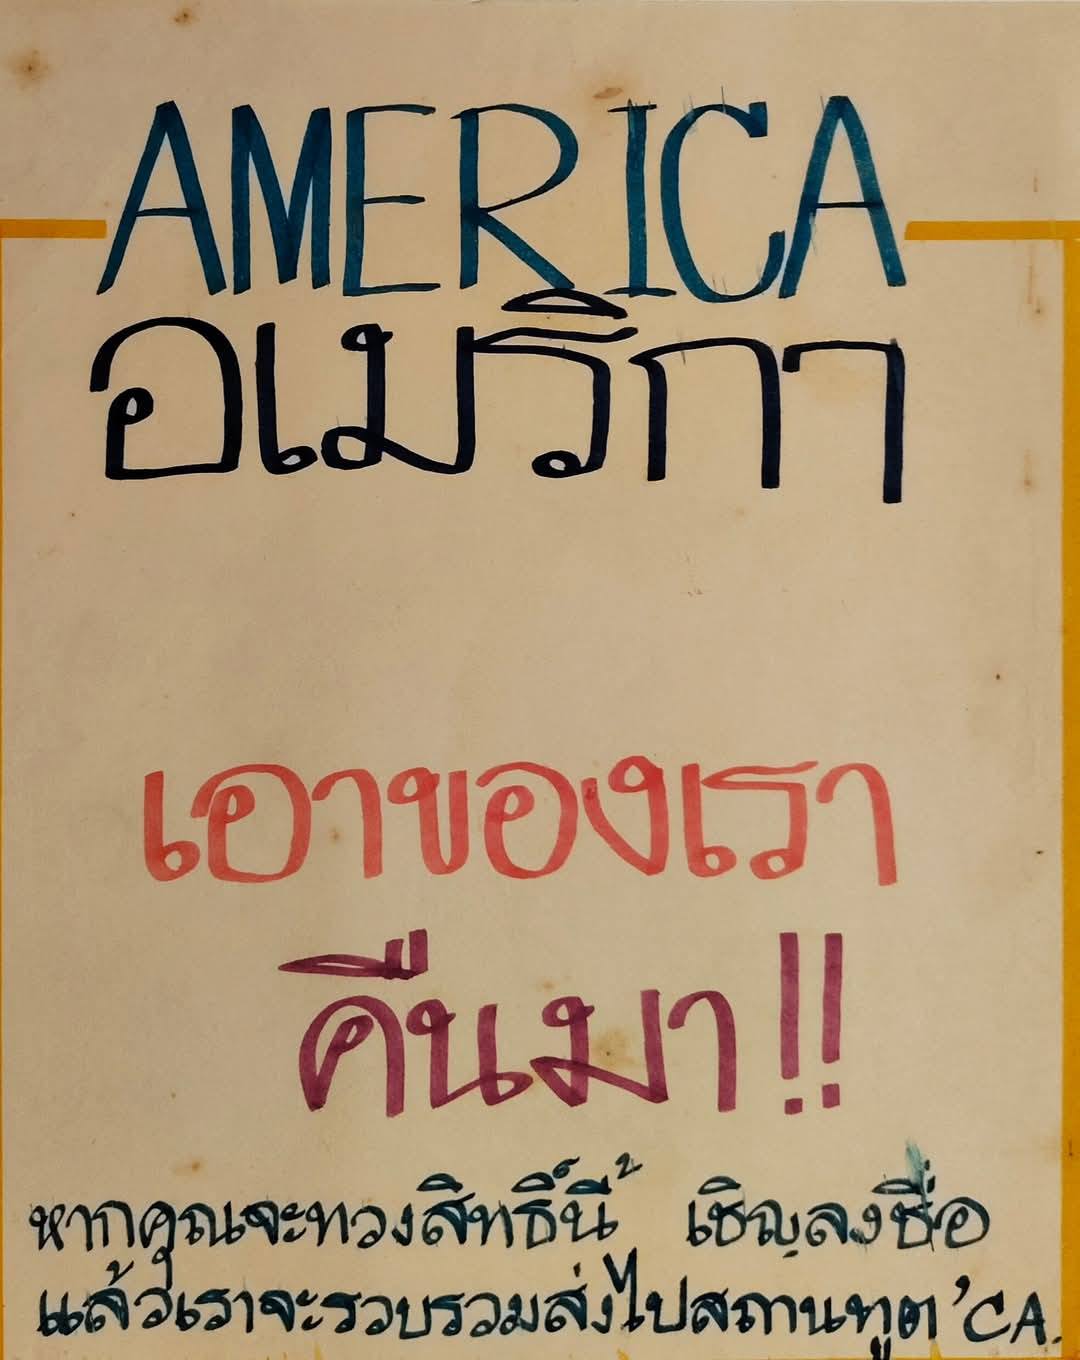 AMERICA
อเมริกา
เอาของเรา
คืนมา!!
หากคุณจะทวงสิทธิ์นี้ เชิญลงชื่อ
แล้วเราจะรวบรวมส่งไปสถานทูต'CA.